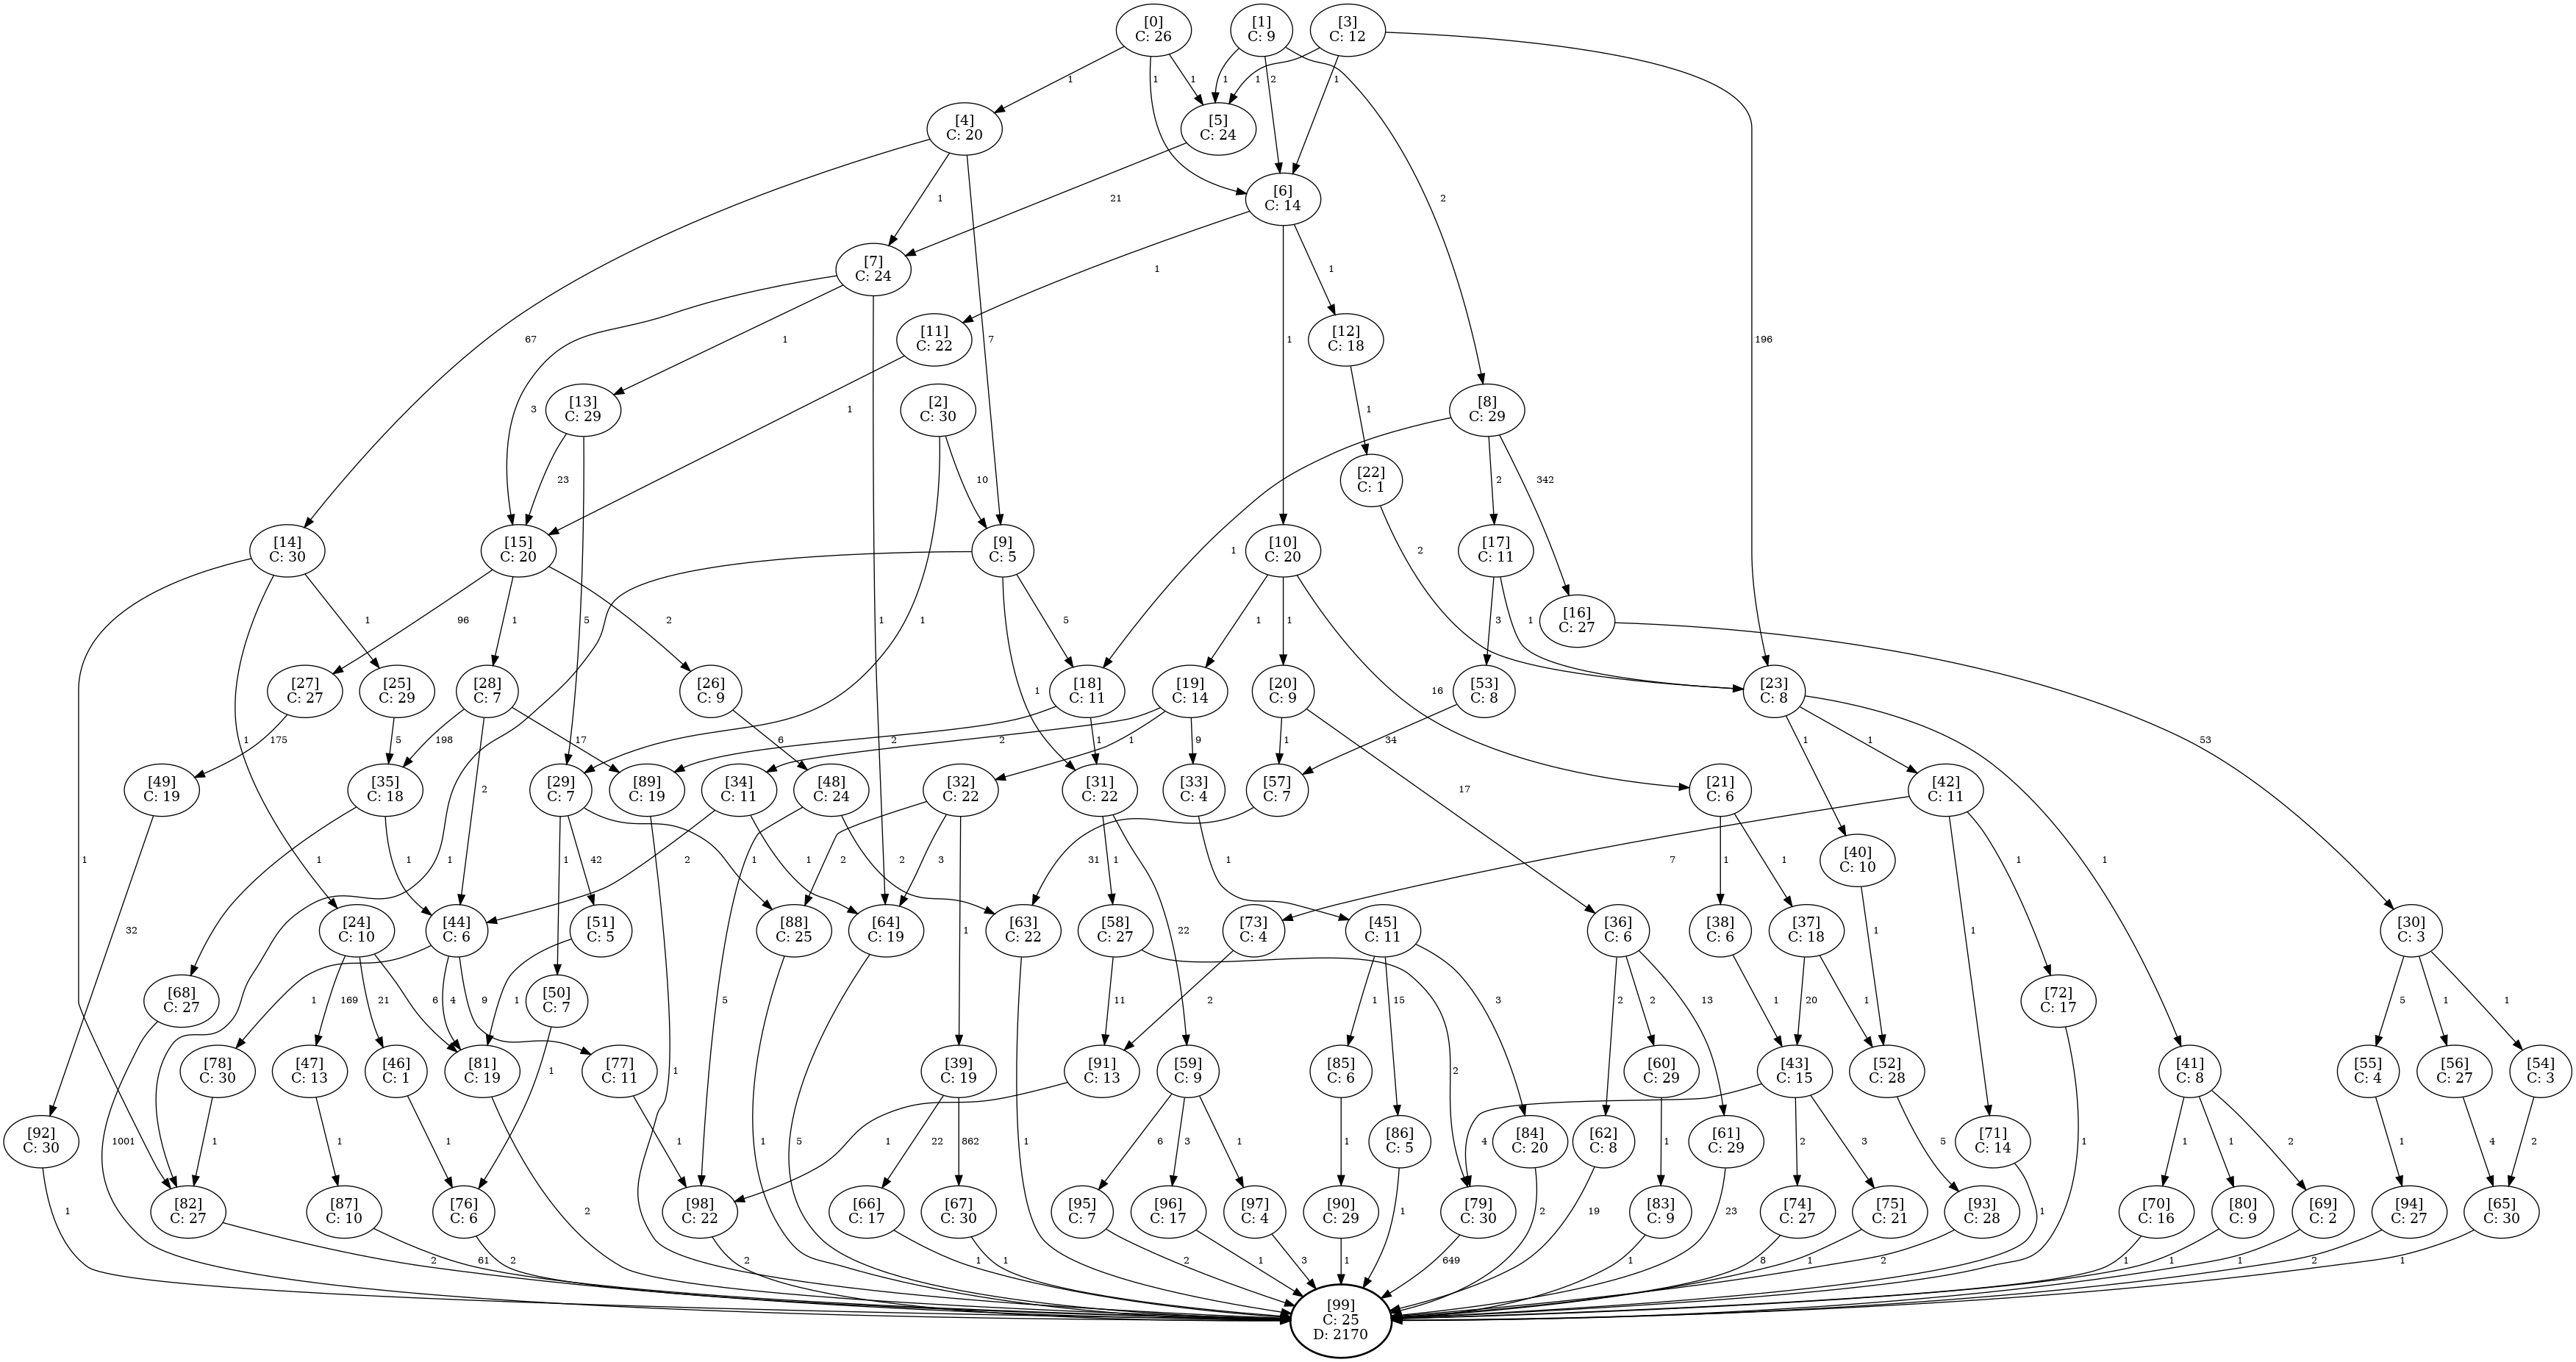 [0]
C: 26
[1]
C: 9
[3]
C: 12
1
1
1
1
2
1
1
[4]
C: 20
[5]
C: 24
[6]
C: 14
1
21
2
[7]
C: 24
67
1
7
1
1
1
196
[11]
C: 22
[12]
C: 18
3
1
1
1
[13]
C: 29
[2]
C: 30
[8]
C: 29
23
10
[22]
C: 1
2
342
[14]
C: 30
[15]
C: 20
[9]
C: 5
1
[10]
C: 20
2
[17]
C: 11
[16]
C: 27
1
96
1
2
5
1
1
5
1
1
3
1
[27]
C: 27
[25]
C: 29
[28]
C: 7
[26]
C: 9
1
[18]
C: 11
[19]
C: 14
[20]
C: 9
16
[53]
C: 8
[23]
C: 8
175
1
5
198
17
6
2
1
2
1
9
1
34
1
1
53
[49]
C: 19
[35]
C: 18
2
[29]
C: 7
[89]
C: 19
[34]
C: 11
[48]
C: 24
[32]
C: 22
[31]
C: 22
[33]
C: 4
[57]
C: 7
17
[21]
C: 6
[42]
C: 11
1
1
1
1
1
42
1
2
1
2
2
3
31
1
1
7
1
1
1
[40]
C: 10
1
32
[24]
C: 10
[44]
C: 6
[51]
C: 5
[88]
C: 25
[64]
C: 19
1
[63]
C: 22
[58]
C: 27
22
[73]
C: 4
[45]
C: 11
[36]
C: 6
[38]
C: 6
[37]
C: 18
1
1
[30]
C: 3
[68]
C: 27
169
21
6
1
4
9
1
[50]
C: 7
5
11
2
1
15
3
2
2
13
1
20
1
[72]
C: 17
5
1
1
[92]
C: 30
[78]
C: 30
[47]
C: 13
[46]
C: 1
[81]
C: 19
1
[77]
C: 11
1
[39]
C: 19
[91]
C: 13
[59]
C: 9
2
[85]
C: 6
[60]
C: 29
[43]
C: 15
[52]
C: 28
[41]
C: 8
[55]
C: 4
[56]
C: 27
[54]
C: 3
1001
1
1
1
1
22
862
1
6
3
1
1
[86]
C: 5
[84]
C: 20
4
[62]
C: 8
1
[61]
C: 29
2
3
5
[71]
C: 14
1
1
1
2
1
4
2
1
[82]
C: 27
[87]
C: 10
[76]
C: 6
2
[98]
C: 22
1
5
[66]
C: 17
[67]
C: 30
1
[95]
C: 7
[96]
C: 17
[97]
C: 4
[90]
C: 29
1
[79]
C: 30
2
19
[83]
C: 9
23
[74]
C: 27
[75]
C: 21
[93]
C: 28
1
[70]
C: 16
[80]
C: 9
[69]
C: 2
[94]
C: 27
[65]
C: 30
2
61
2
2
1
1
2
1
3
1
649
1
8
1
2
1
1
1
2
1
[99]
C: 25
D: 2170